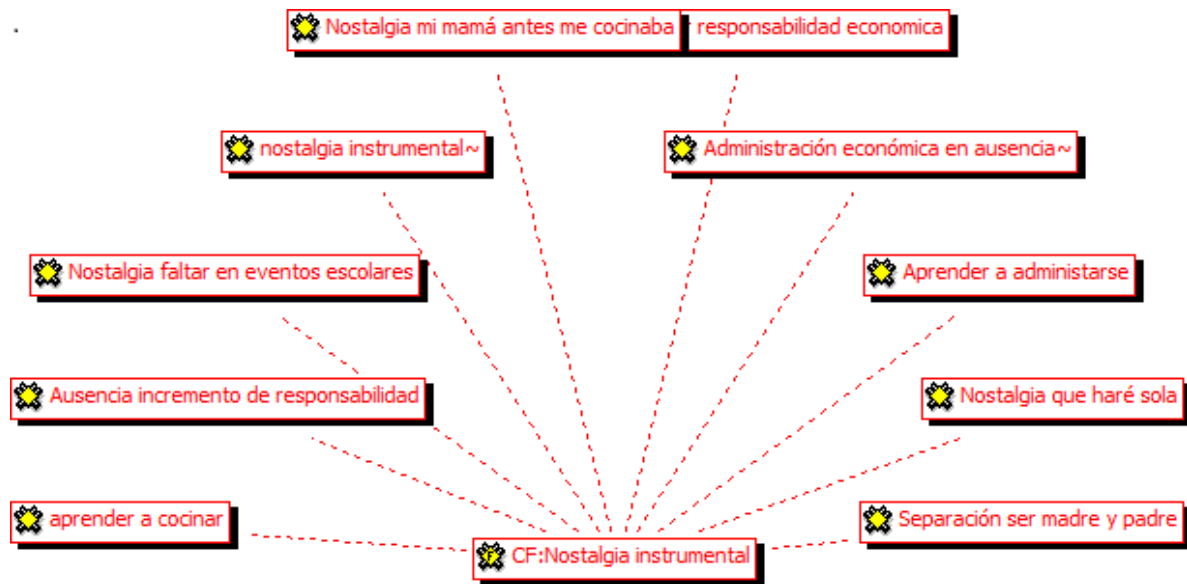 Nostalgia mi mamá antes me cocinaba
responsabilidad economica
nostalgia instrumental~
Administración económica en ausencia~
Nostalgia faltar en eventos escolares
Aprender a administarse
Ausencia incremento de responsabilidad
Nostalgia que haré sola
aprender a cocinar
Separación ser madre y padre
CF:Nostalgia instrumental